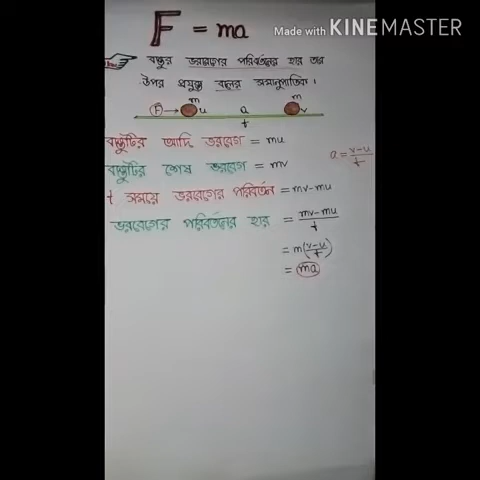 Made with KINEMASTER
F = ma
বস্তুর ভরবেগের পরিবর্তনের হার তার
উপর প্রযুক্ত বলের সমানুপাতিক।
m m
F → u a v
t
বস্তুটির আদি ভরবেগ = mu
a = v-u/t
বস্তুটির শেষ ভরবেগ = mv
t সময়ে ভরবেগের পরিবর্তন = mv-mu
ভরবেগের পরিবর্তনের হার = mv-mu/t
= m(v-u/t)
= ma